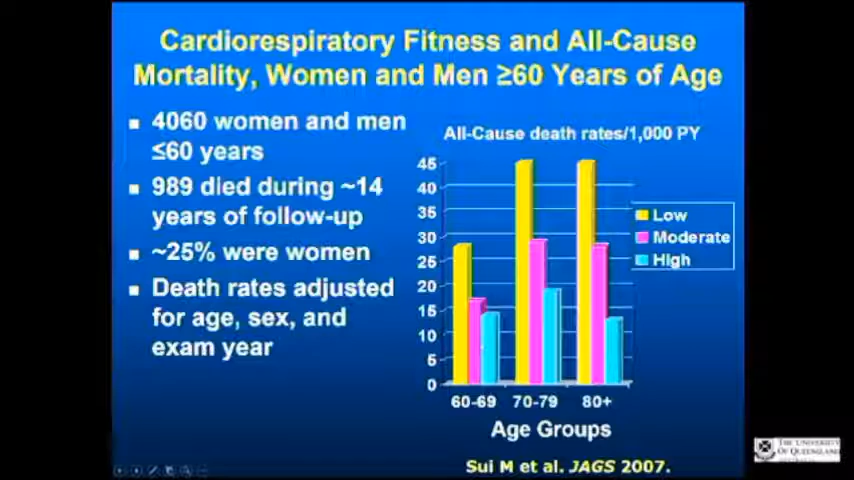 Cardiorespiratory Fitness and All-Cause
Mortality, Women and Men ≥60 Years of Age
4060 women and men
≤60 years
989 died during ~14
years of follow-up
~25% were women
Death rates adjusted
for age, sex, and
exam year
All-Cause death rates/1,000 PY
45
40
35
30
25
20
15
10
5
0
60-69 70-79 80+
Age Groups
Low
Moderate
High
Sui M et al. JAGS 2007.
THE UNIVERSITY
OF QUEENSLAND